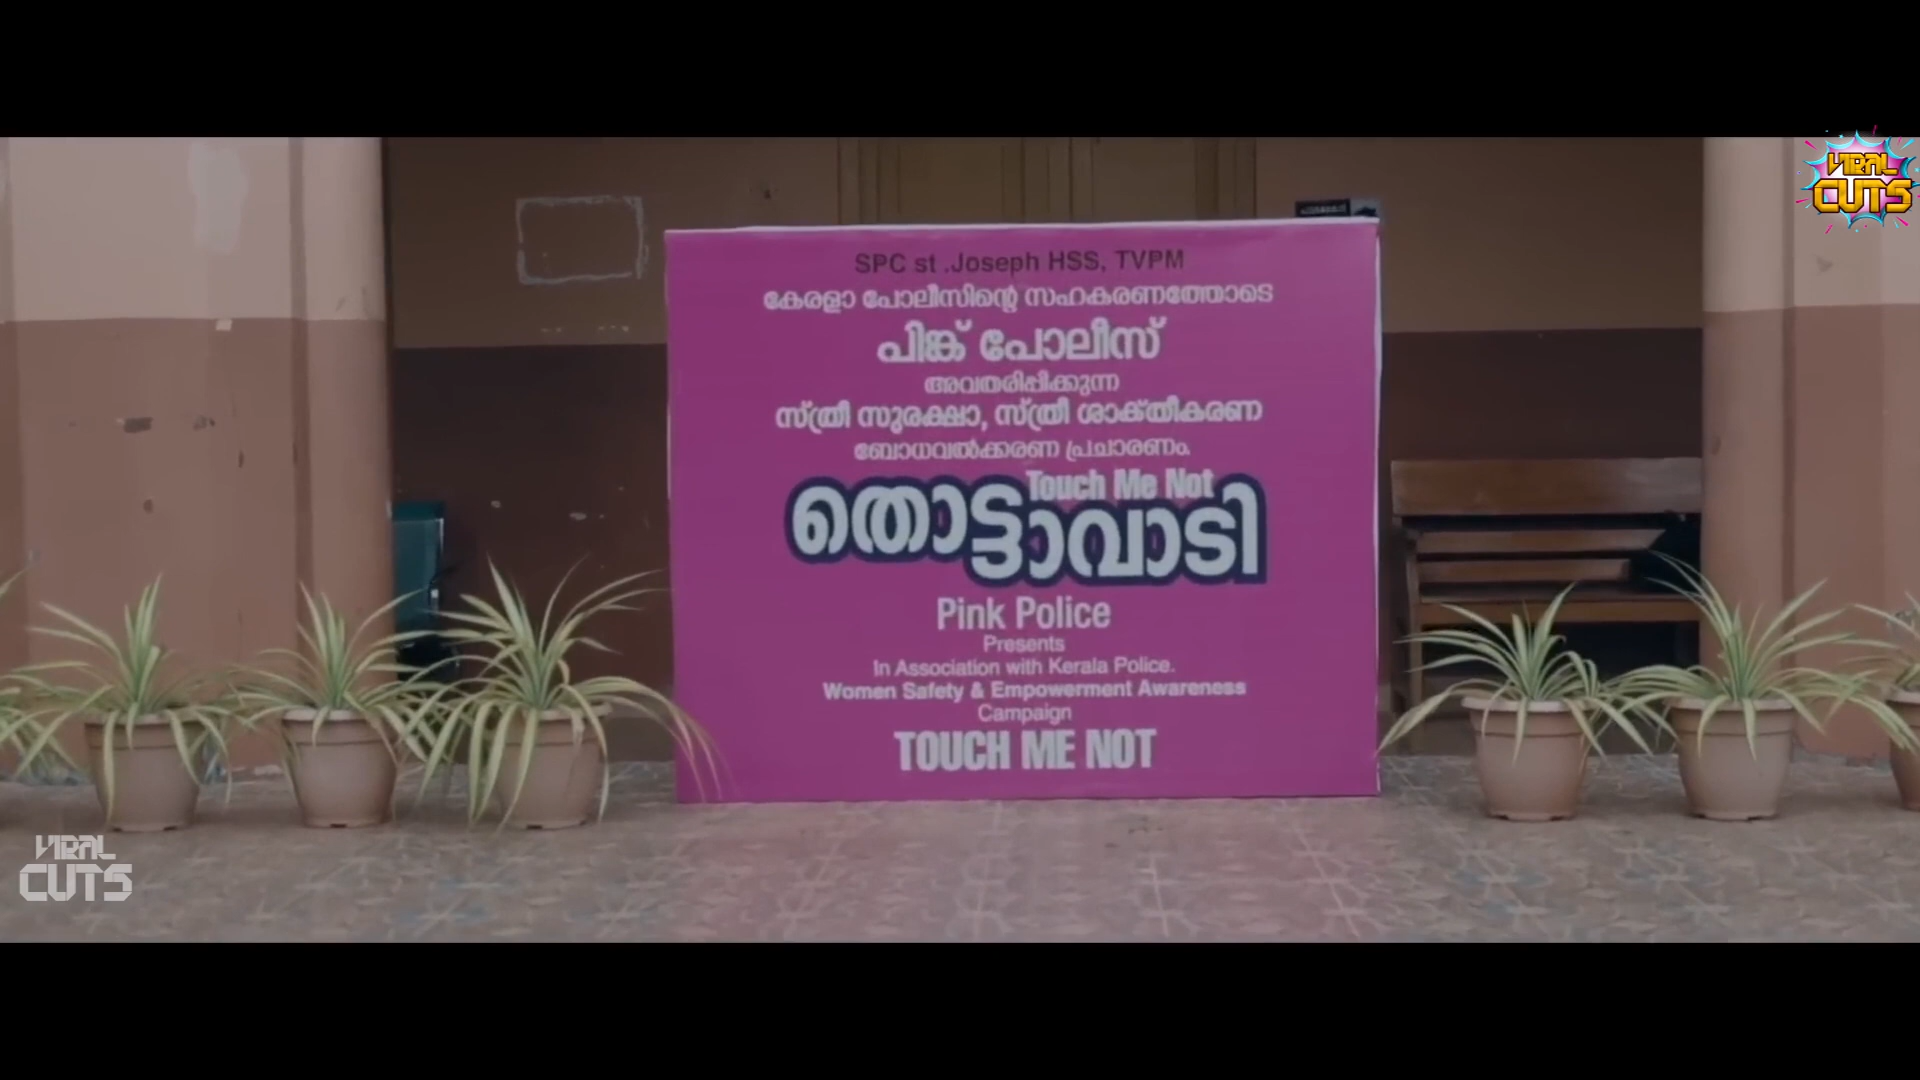 VIRAL
CUTS
SPC st .Joseph HSS, TVPM
കേരളാ പോലീസിന്റെ സഹകരണത്തോടെ
പിങ്ക് പോലീസ്
അവതരിപ്പിക്കുന്ന
സ്ത്രീ സുരക്ഷാ, സ്ത്രീ ശാക്തീകരണ
ബോധവൽക്കരണ പ്രചാരണം.
Touch Me Not
തൊട്ടാവാടി
Pink Police
Presents
In Association with Kerala Police.
Women Safety & Empowerment Awareness
Campaign
TOUCH ME NOT
VIRAL
CUTS